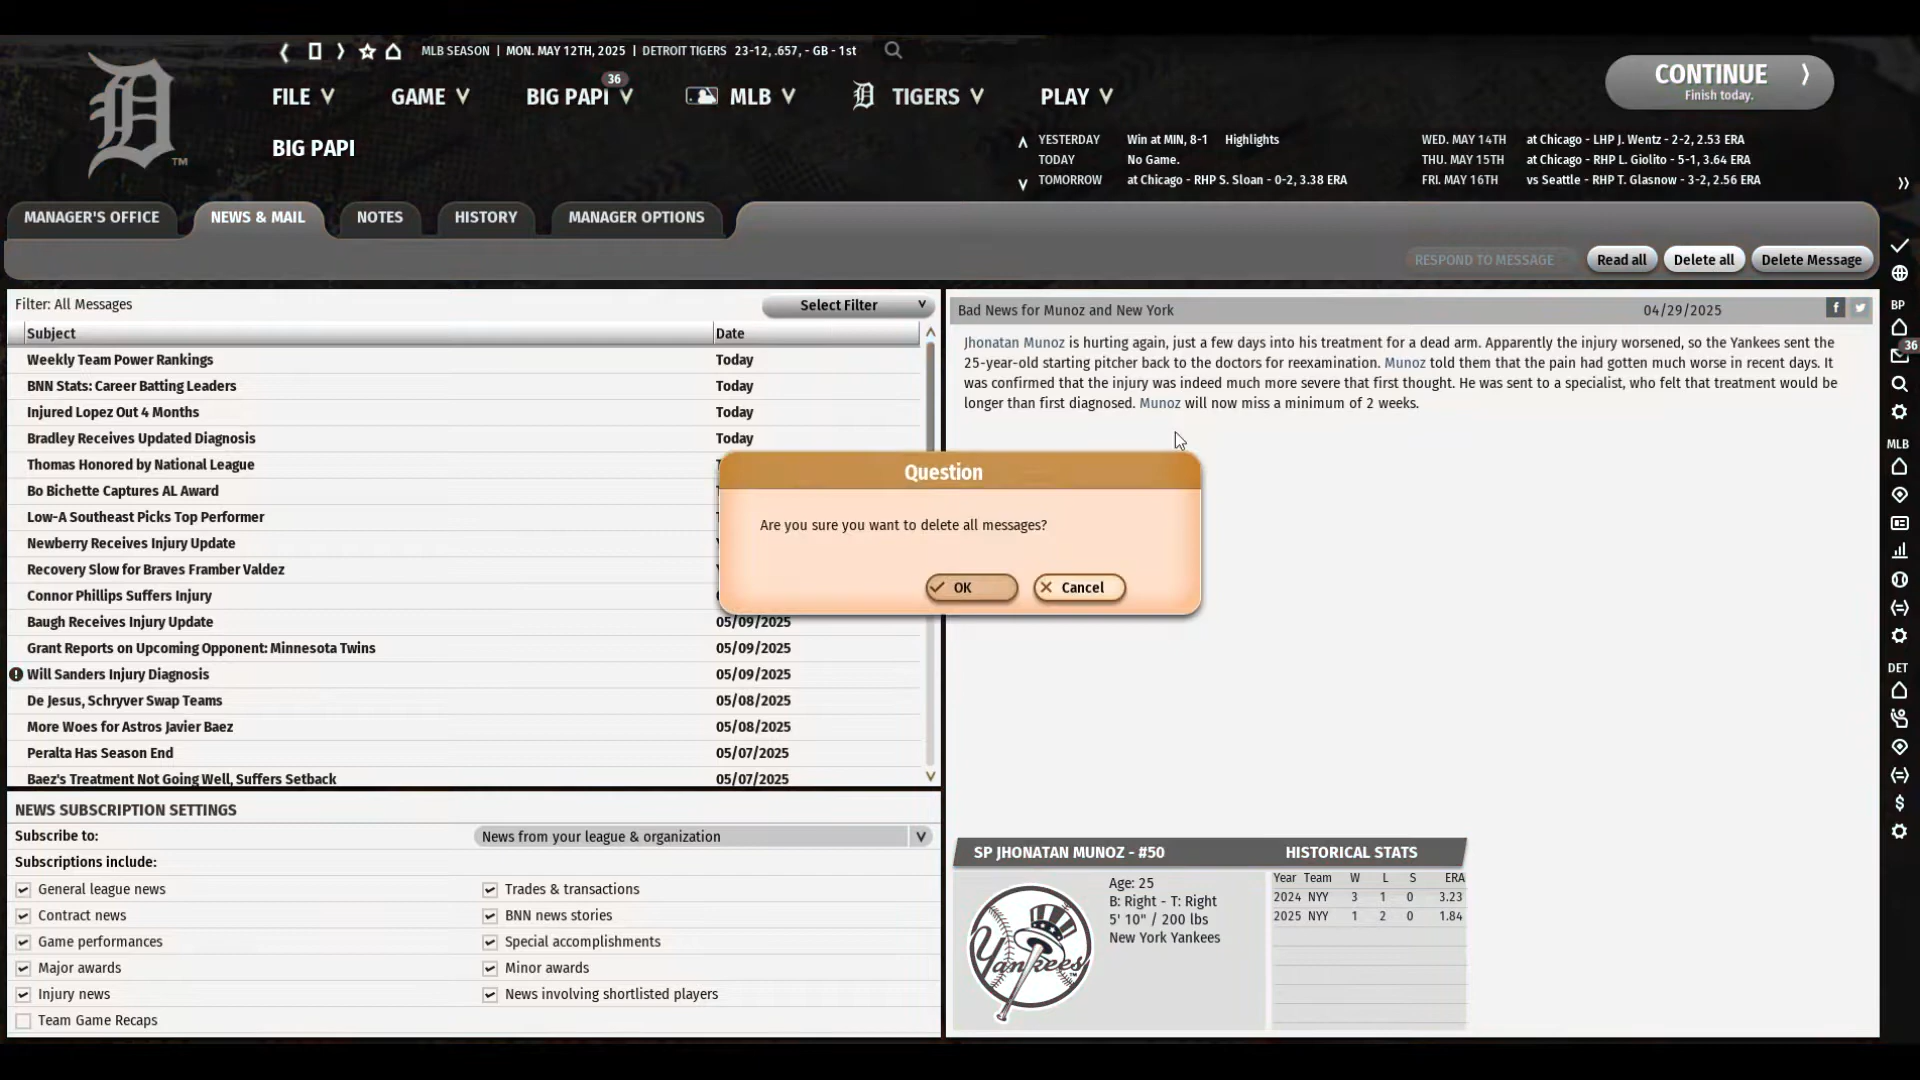 MLB SEASON | MON. MAY 12TH, 2025 | DETROIT TIGERS 23-12, .657, - GB - 1st
36
FILE GAME BIG PAPI MLB TIGERS PLAY
CONTINUE
Finish today.
BIG PAPI
YESTERDAY Win at MIN, 8-1 Highlights
TODAY No Game.
TOMORROW at Chicago - RHP S. Sloan - 0-2, 3.38 ERA
WED. MAY 14TH at Chicago - LHP J. Wentz - 2-2, 2.53 ERA
THU. MAY 15TH at Chicago - RHP L. Giolito - 5-1, 3.64 ERA
FRI. MAY 16TH vs Seattle - RHP T. Glasnow - 3-2, 2.56 ERA
MANAGER'S OFFICE NEWS & MAIL NOTES HISTORY MANAGER OPTIONS
RESPOND TO MESSAGE Read all Delete all Delete Message
Filter: All Messages Select Filter
Subject Date
Weekly Team Power Rankings Today
BNN Stats: Career Batting Leaders Today
Injured Lopez Out 4 Months Today
Bradley Receives Updated Diagnosis Today
Thomas Honored by National League
Bo Bichette Captures AL Award
Low-A Southeast Picks Top Performer
Newberry Receives Injury Update
Recovery Slow for Braves Framber Valdez
Connor Phillips Suffers Injury
Baugh Receives Injury Update 05/09/2025
Grant Reports on Upcoming Opponent: Minnesota Twins 05/09/2025
Will Sanders Injury Diagnosis 05/09/2025
De Jesus, Schryver Swap Teams 05/08/2025
More Woes for Astros Javier Baez 05/08/2025
Peralta Has Season End 05/07/2025
Baez's Treatment Not Going Well, Suffers Setback 05/07/2025
Bad News for Munoz and New York 04/29/2025
Jhonatan Munoz is hurting again, just a few days into his treatment for a dead arm. Apparently the injury worsened, so the Yankees sent the
25-year-old starting pitcher back to the doctors for reexamination. Munoz told them that the pain had gotten much worse in recent days. It
was confirmed that the injury was indeed much more severe that first thought. He was sent to a specialist, who felt that treatment would be
longer than first diagnosed. Munoz will now miss a minimum of 2 weeks.
Question
Are you sure you want to delete all messages?
OK Cancel
NEWS SUBSCRIPTION SETTINGS
Subscribe to: News from your league & organization
Subscriptions include:
General league news Trades & transactions
Contract news BNN news stories
Game performances Special accomplishments
Major awards Minor awards
Injury news News involving shortlisted players
Team Game Recaps
SP JHONATAN MUNOZ - #50 HISTORICAL STATS
Age: 25
B: Right - T: Right
5' 10" / 200 lbs
New York Yankees
Yankees
Year Team W L S ERA
2024 NYY 3 1 0 3.23
2025 NYY 1 2 0 1.84
BP
36
MLB
DET